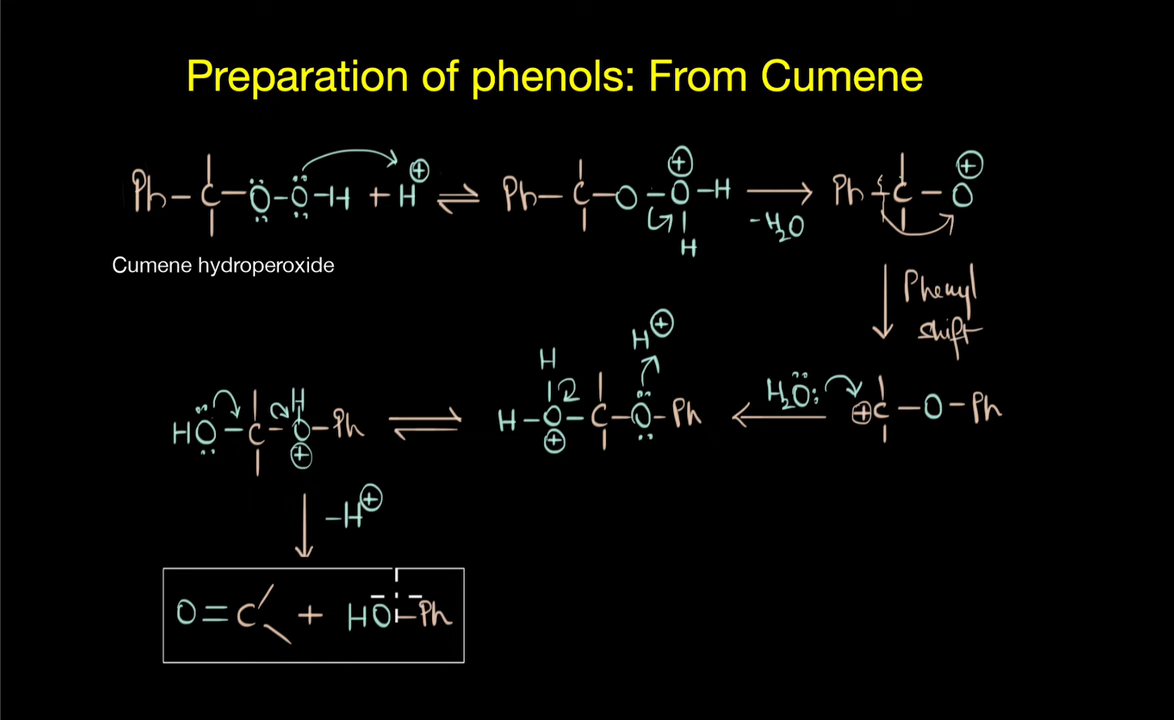 Preparation of phenols: From Cumene
Ph–C–O–O–H + H⊕ ⇌ Ph–C–O–O⊕–H → Ph–C–O⊕
H
-H2O
Cumene hydroperoxide
Phenyl
shift
H⊕
H
HO–C–O⊕–Ph ⇌ H–O⊕–C–O–Ph ← ⊕C–O–Ph
H
H2O:
-H⊕
O=C + HO–Ph